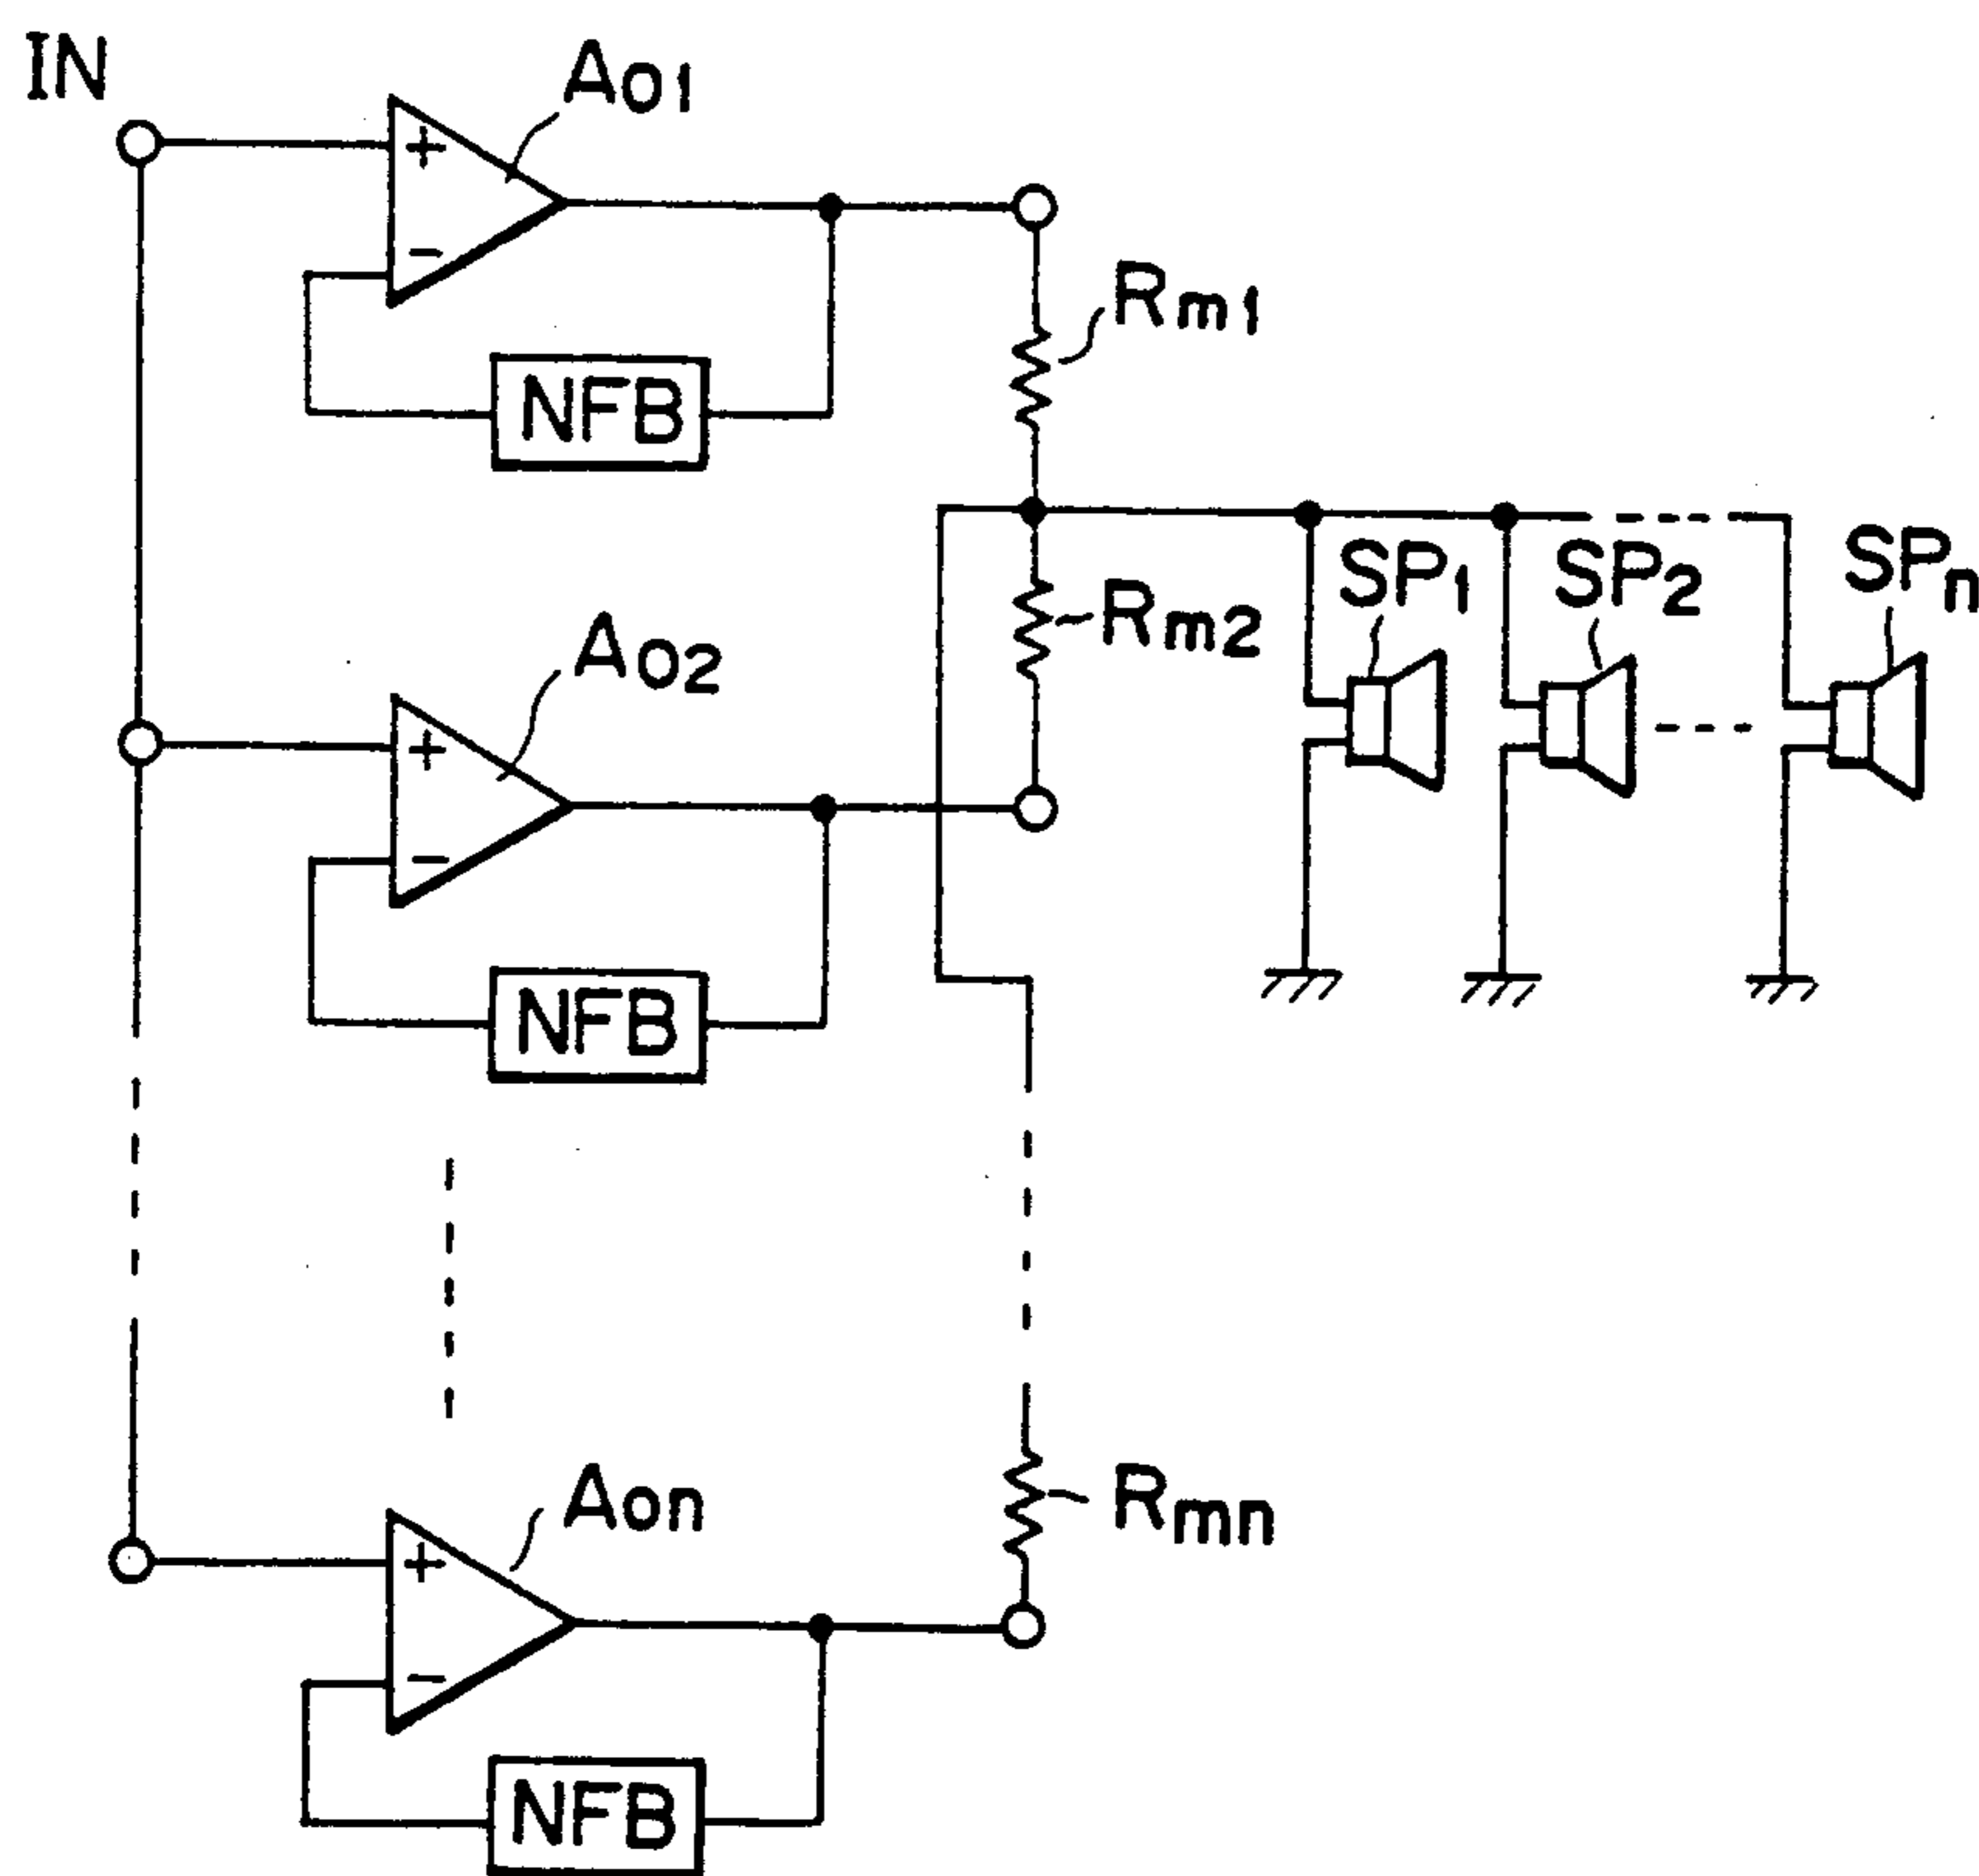 IN
Ao1
+
-
NFB
Rm1
SP1
SP2
SPn
Rm2
Ao2
+
-
NFB
Aon
+
-
Rmn
NFB